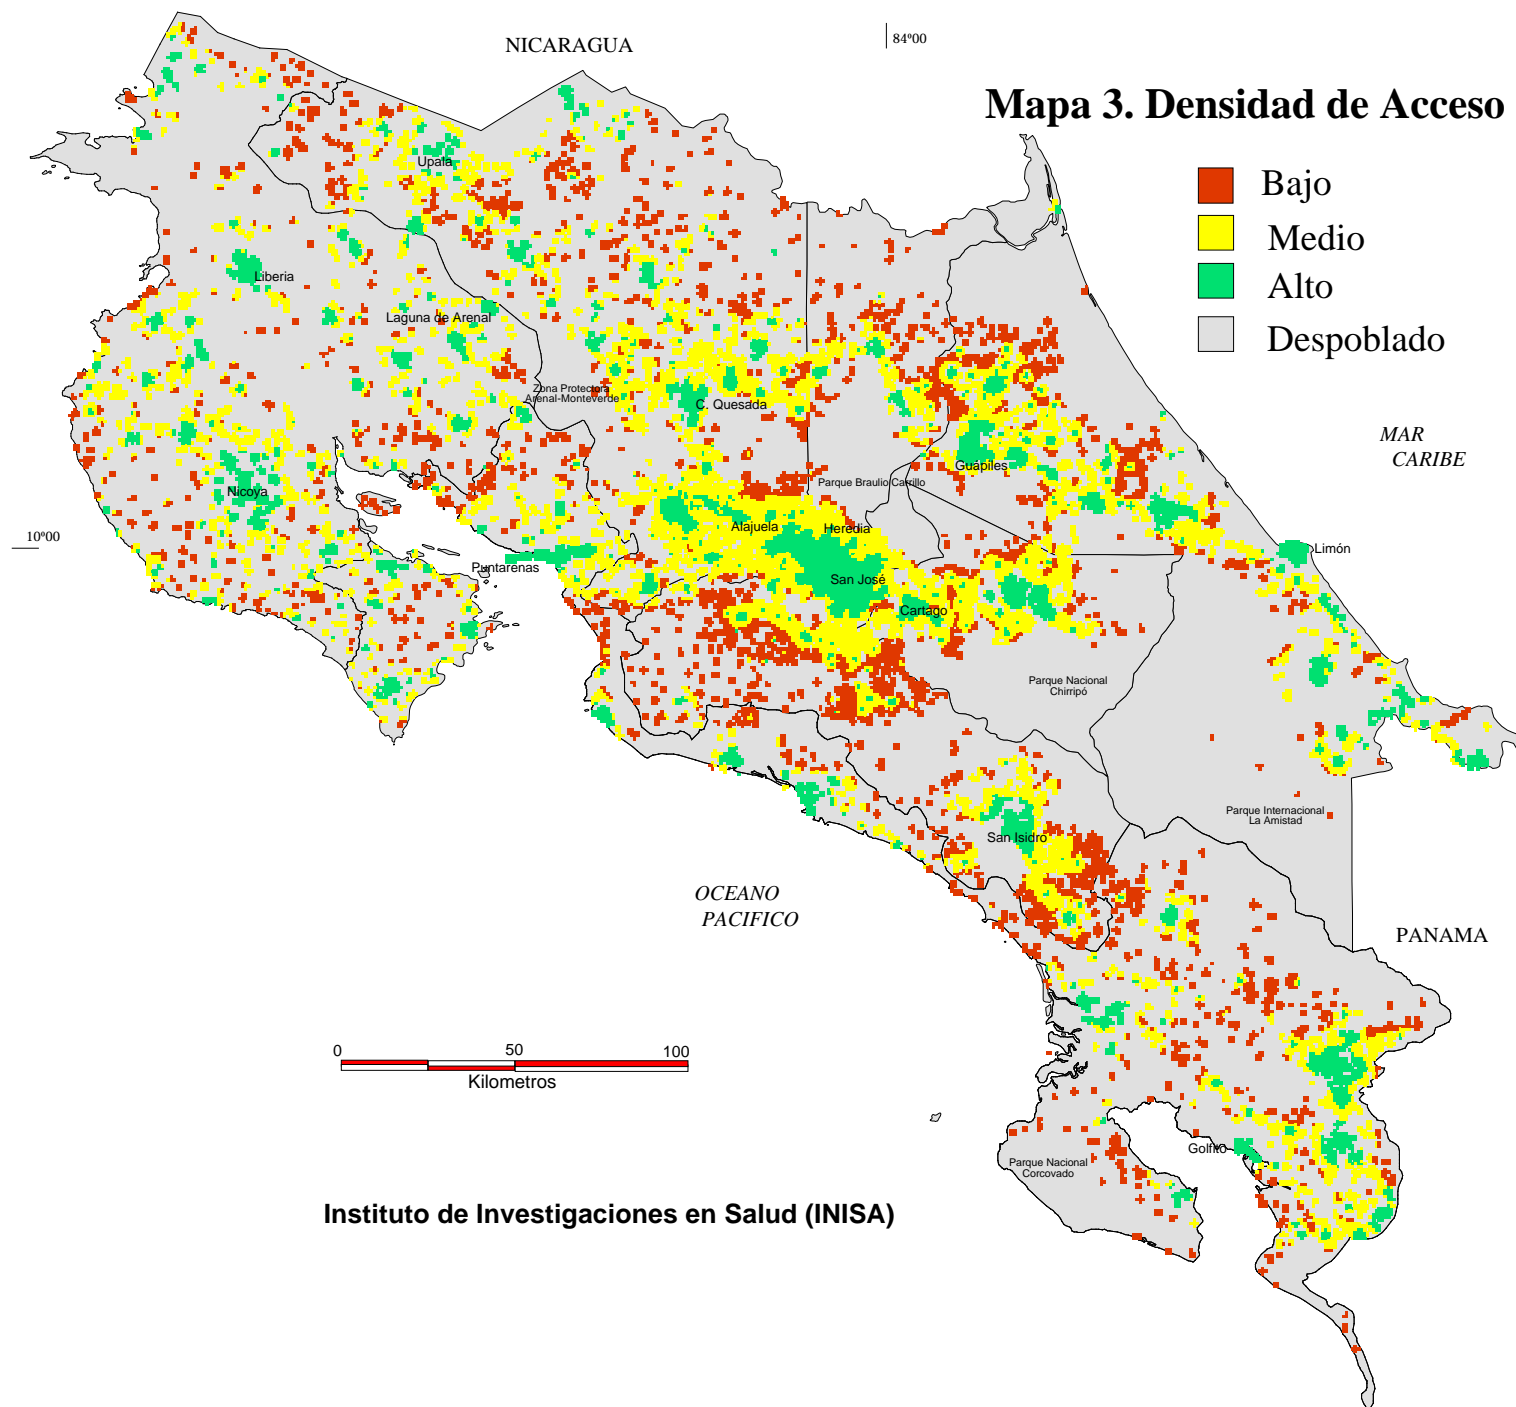 NICARAGUA
84º00
Mapa 3. Densidad de Acceso
Bajo
Medio
Alto
Despoblado
Upala
Liberia
Laguna de Arenal
Zona Protectora
Arenal-Monteverde
C. Quesada
MAR
CARIBE
Guápiles
Parque Braulio Carrillo
Nicoya
Alajuela
Heredia
10º00
Limón
Puntarenas
San José
Cartago
Parque Nacional
Chirripó
Parque Internacional
La Amistad
San Isidro
OCEANO
PACIFICO
PANAMA
0 50 100
Kilometros
Golfito
Parque Nacional
Corcovado
Instituto de Investigaciones en Salud (INISA)